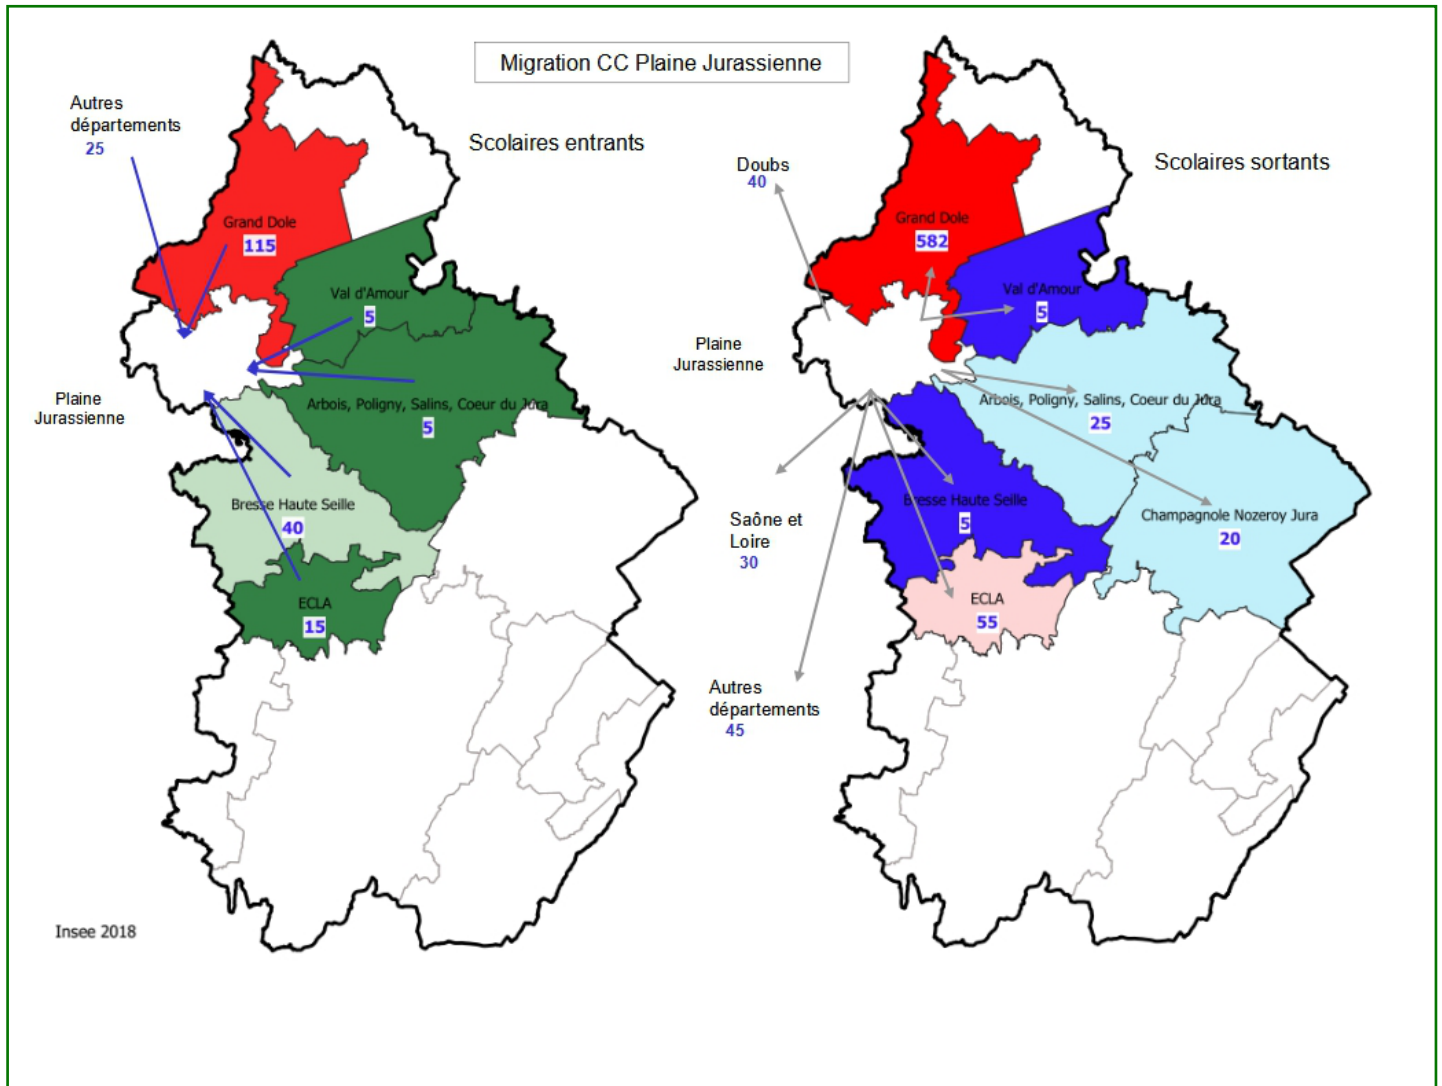 Migration CC Plaine Jurassienne
Autres
départements
25
Scolaires entrants
Grand Dole
115
Val d'Amour
5
Plaine
Jurassienne
Arbois, Poligny, Salins, Coeur du Jura
5
Bresse Haute Seille
40
ECLA
15
Insee 2018
Scolaires sortants
Doubs
40
Grand Dole
582
Val d'Amour
5
Plaine
Jurassienne
Arbois, Poligny, Salins, Coeur du Jura
25
Bresse Haute Seille
5
Champagnole Nozeroy Jura
20
Saône et
Loire
30
ECLA
55
Autres
départements
45